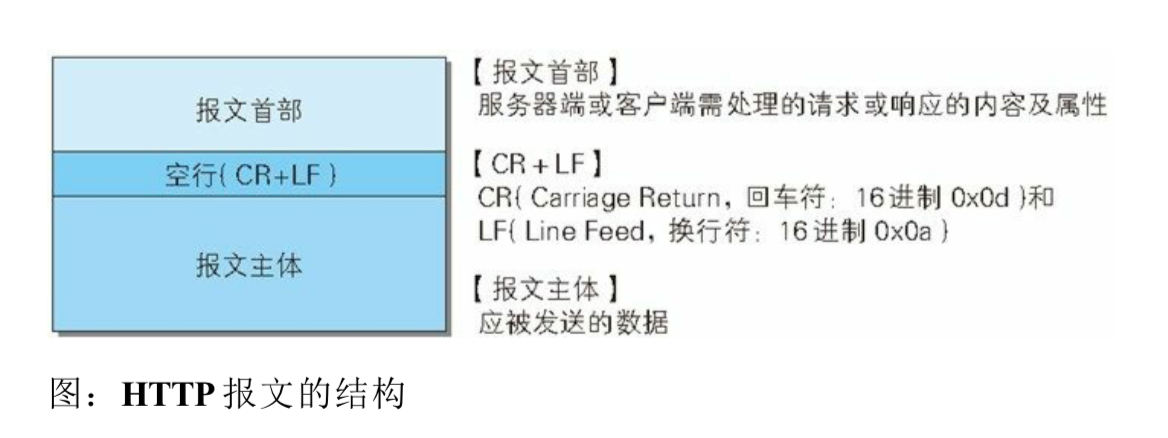 报文首部
空行(CR+LF)
报文主体
【报文首部】
服务器端或客户端需处理的请求或响应的内容及属性
【CR+LF】
CR(Carriage Return，回车符：16进制 0x0d)和
LF(Line Feed，换行符：16进制 0x0a)
【报文主体】
应被发送的数据
图：HTTP 报文的结构